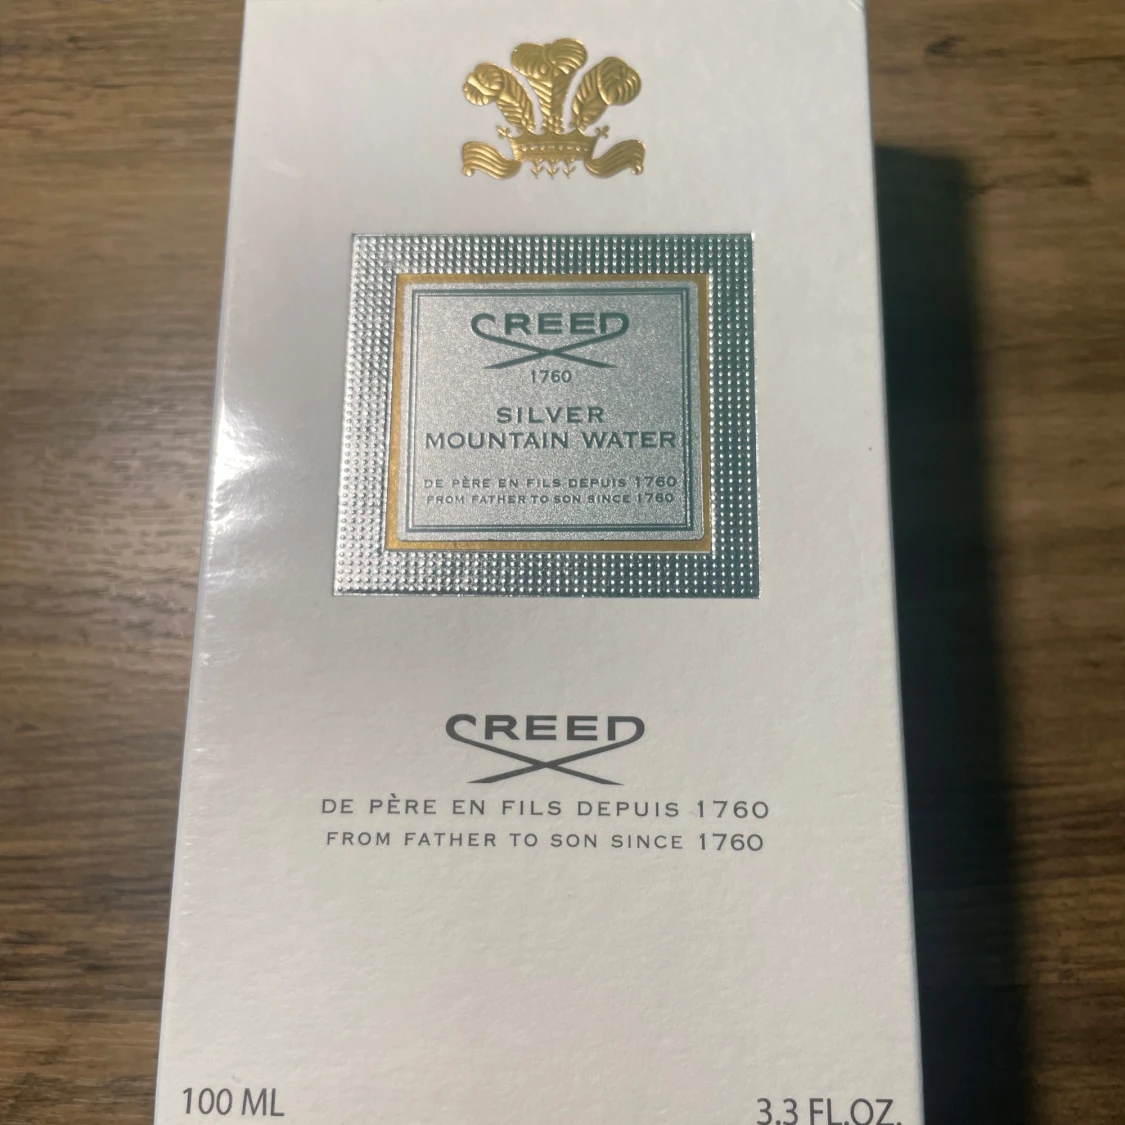 CREED
1760
SILVER
MOUNTAIN WATER
DE PÈRE EN FILS DEPUIS 1760
FROM FATHER TO SON SINCE 1760
CREED
DE PÈRE EN FILS DEPUIS 1760
FROM FATHER TO SON SINCE 1760
100 ML
3.3 FL.OZ.